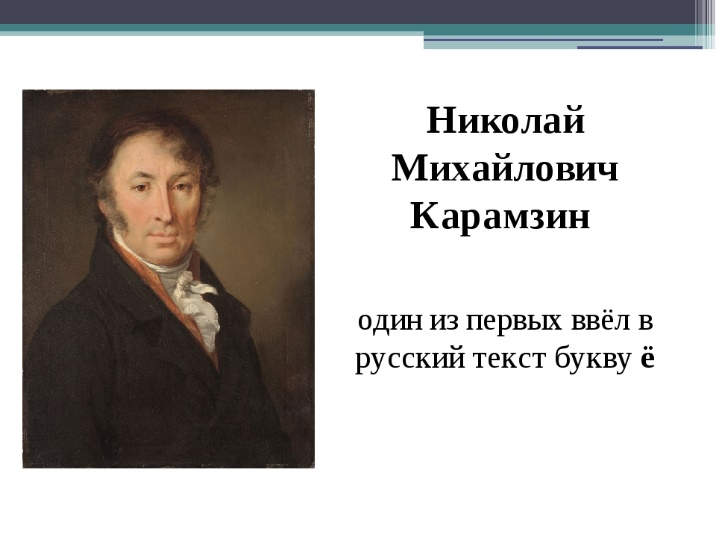 Николай
Михайлович
Карамзин
один из первых ввёл в
русский текст букву ё